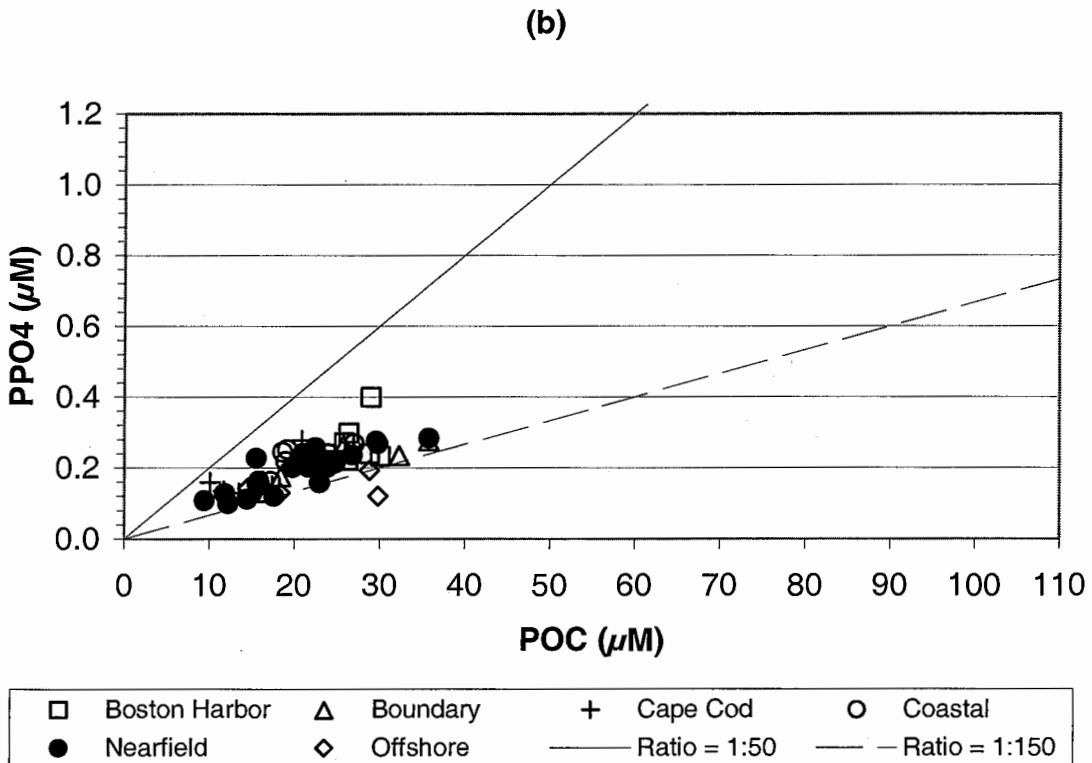 (b)
1.2
1.0
0.8
0.6
0.4
0.2
0.0
PPO4 (µM)
0 10 20 30 40 50 60 70 80 90 100 110
POC (µM)
Boston Harbor Boundary Cape Cod Coastal
Nearfield Offshore Ratio = 1:50 Ratio = 1:150